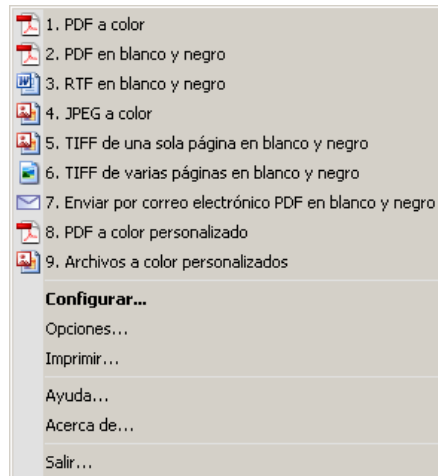 1. PDF a color
2. PDF en blanco y negro
3. RTF en blanco y negro
4. JPEG a color
5. TIFF de una sola página en blanco y negro
6. TIFF de varias páginas en blanco y negro
7. Enviar por correo electrónico PDF en blanco y negro
8. PDF a color personalizado
9. Archivos a color personalizados
Configurar...
Opciones...
Imprimir...
Ayuda...
Acerca de...
Salir...